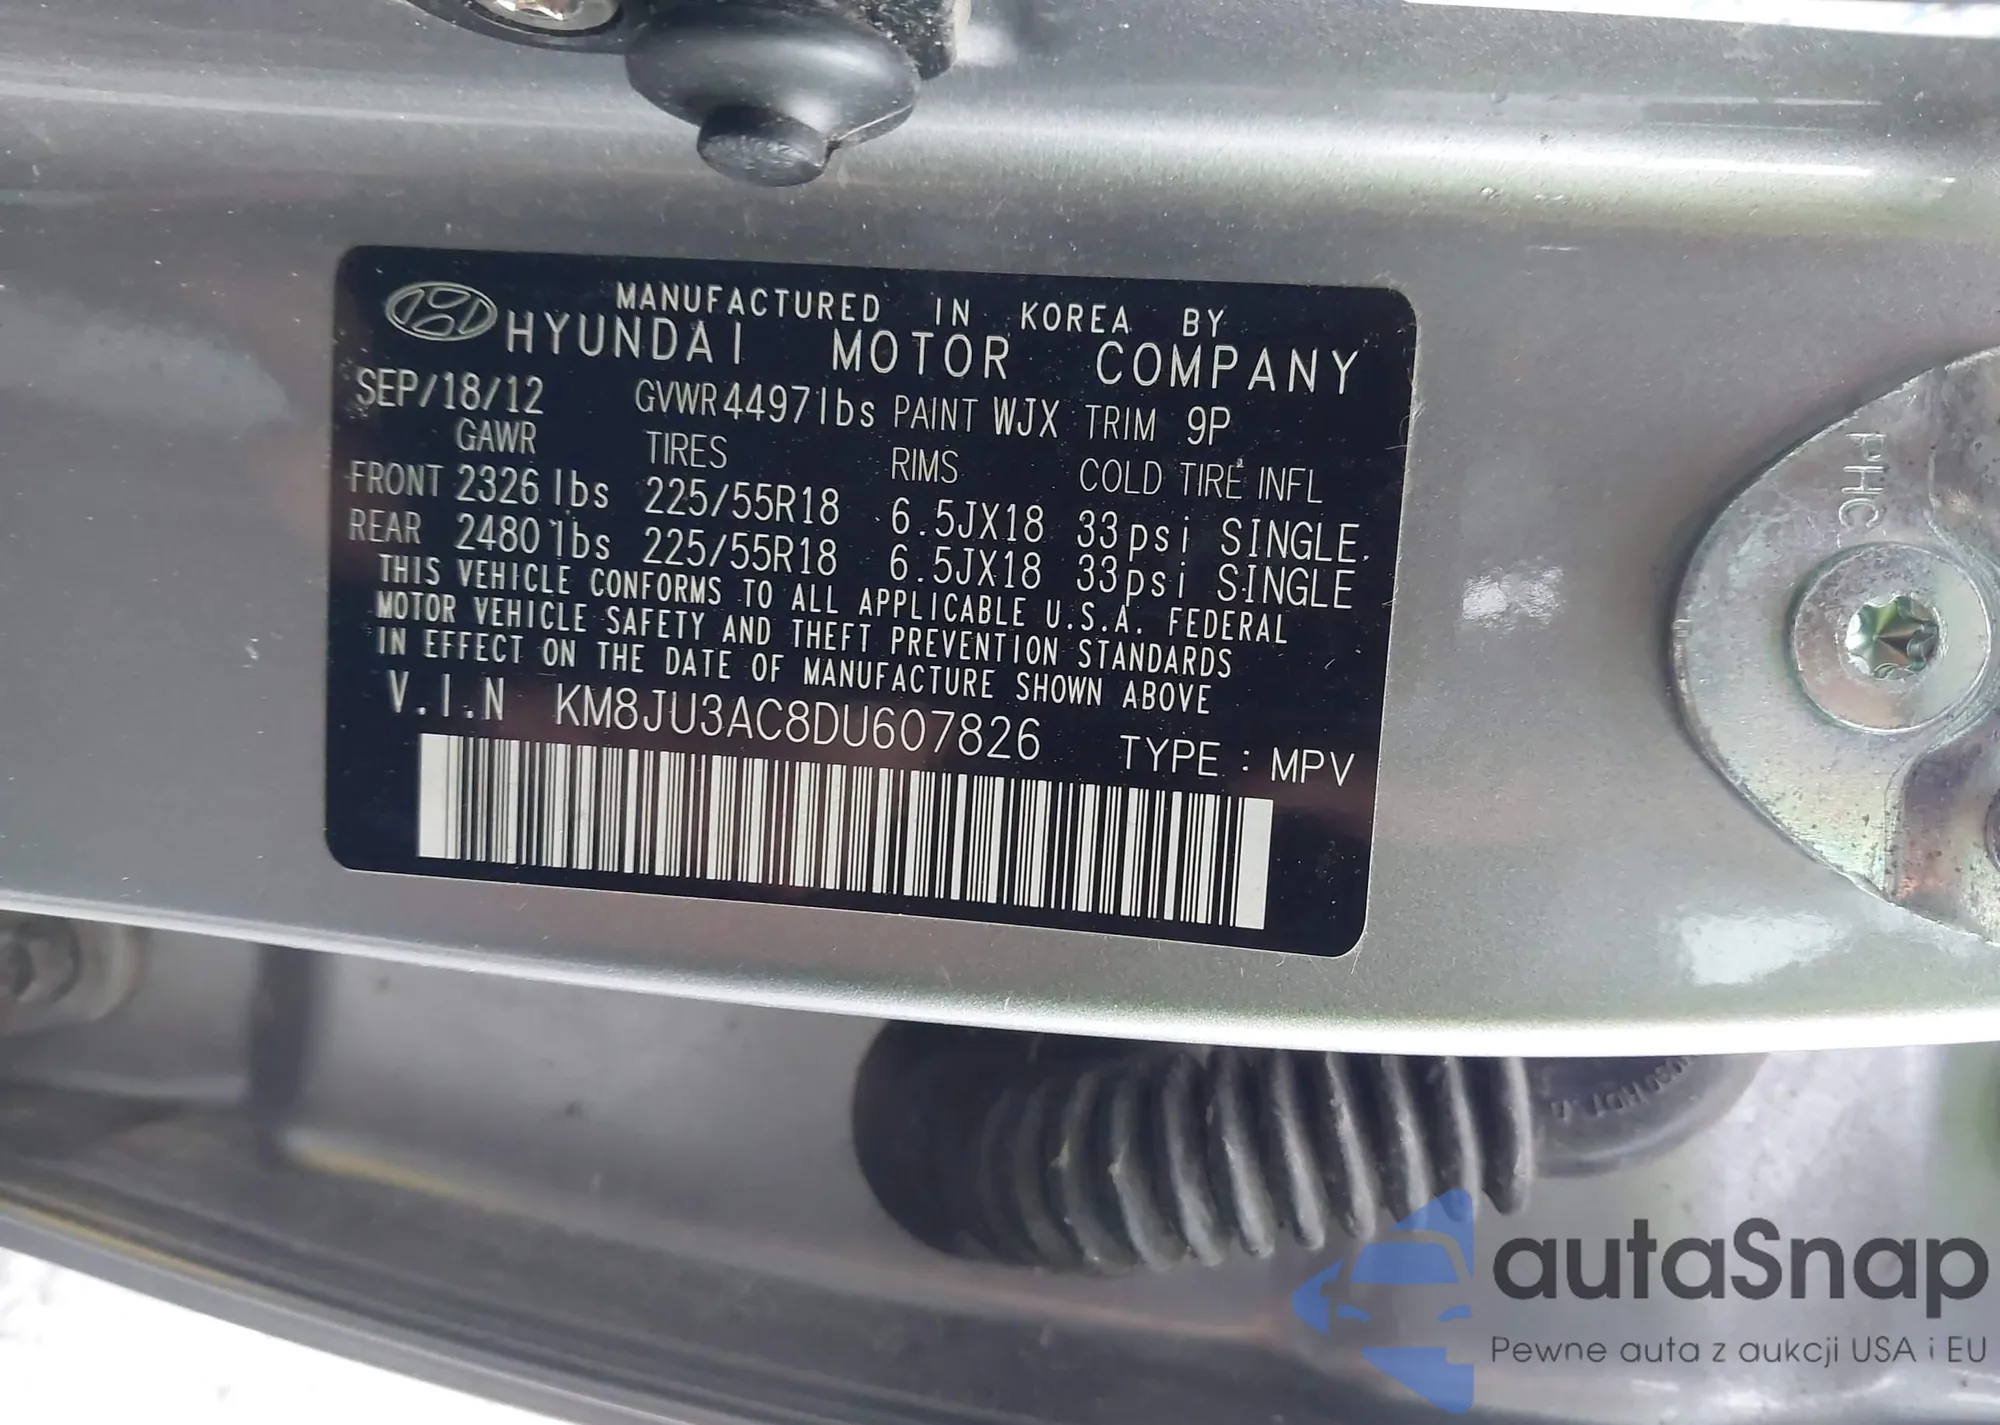 MANUFACTURED IN KOREA BY
HYUNDAI MOTOR COMPANY
SEP/18/12 GVWR 4497lbs PAINT WJX TRIM 9P
GAWR TIRES RIMS COLD TIRE INFL
FRONT 2326 lbs 225/55R18 6.5JX18 33psi SINGLE.
REAR 2480 lbs 225/55R18 6.5JX18 33psi SINGLE
THIS VEHICLE CONFORMS TO ALL APPLICABLE U.S.A. FEDERAL
MOTOR VEHICLE SAFETY AND THEFT PREVENTION STANDARDS
IN EFFECT ON THE DATE OF MANUFACTURE SHOWN ABOVE
V.I.N KM8JU3AC8DU607826 TYPE : MPV
PHC
autaSnap
Pewne auta z aukcji USA i EU